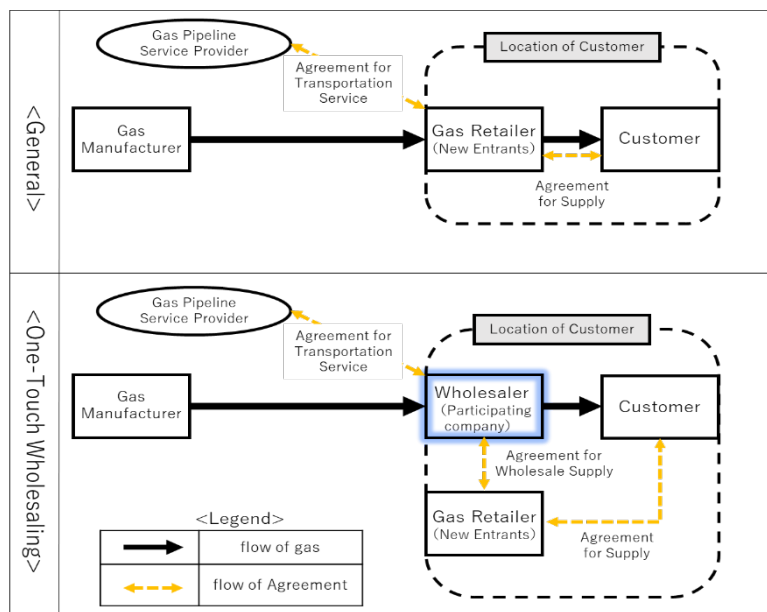 <General>
Gas Pipeline
Service Provider
Location of Customer
Agreement for
Transportation
Service
Gas
Manufacturer
Gas Retailer
(New Entrants)
Customer
Agreement
for Supply
<One-Touch Wholesaling>
Gas Pipeline
Service Provider
Location of Customer
Agreement for
Transportation
Service
Gas
Manufacturer
Wholesaler
(Participating
company)
Customer
Agreement for
Wholesale Supply
Gas Retailer
(New Entrants)
Agreement
for Supply
<Legend>
flow of gas
flow of Agreement